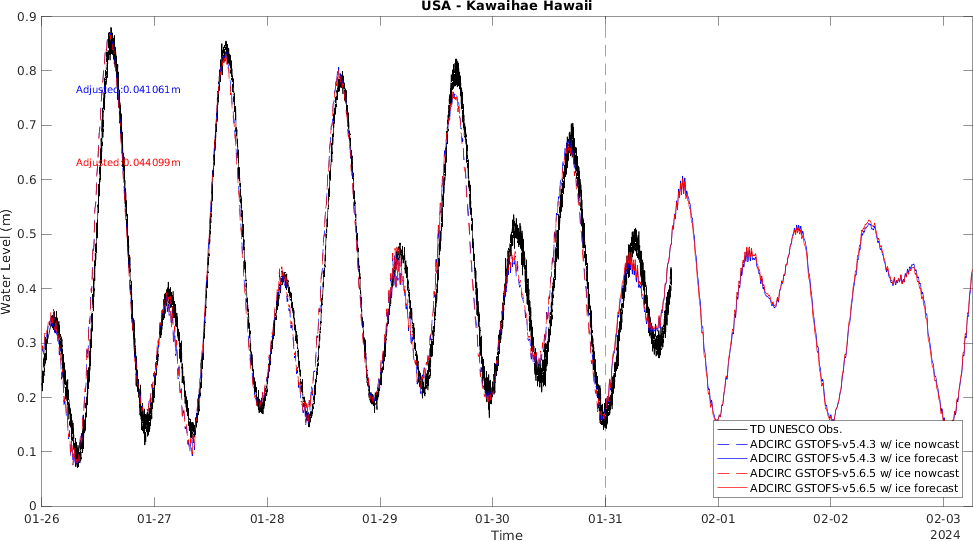 USA - Kawaihae Hawaii
0.9
0.8
Adjusted:0.041061m
0.7
Adjusted:0.044099m
0.6
0.5
Water Level (m)
0.4
0.3
0.2
0.1
0
TD UNESCO Obs.
ADCIRC GSTOFS-v5.4.3 w/ ice nowcast
ADCIRC GSTOFS-v5.4.3 w/ ice forecast
ADCIRC GSTOFS-v5.6.5 w/ ice nowcast
ADCIRC GSTOFS-v5.6.5 w/ ice forecast
01-26 01-27 01-28 01-29 01-30 01-31 02-01 02-02 02-03
Time
2024